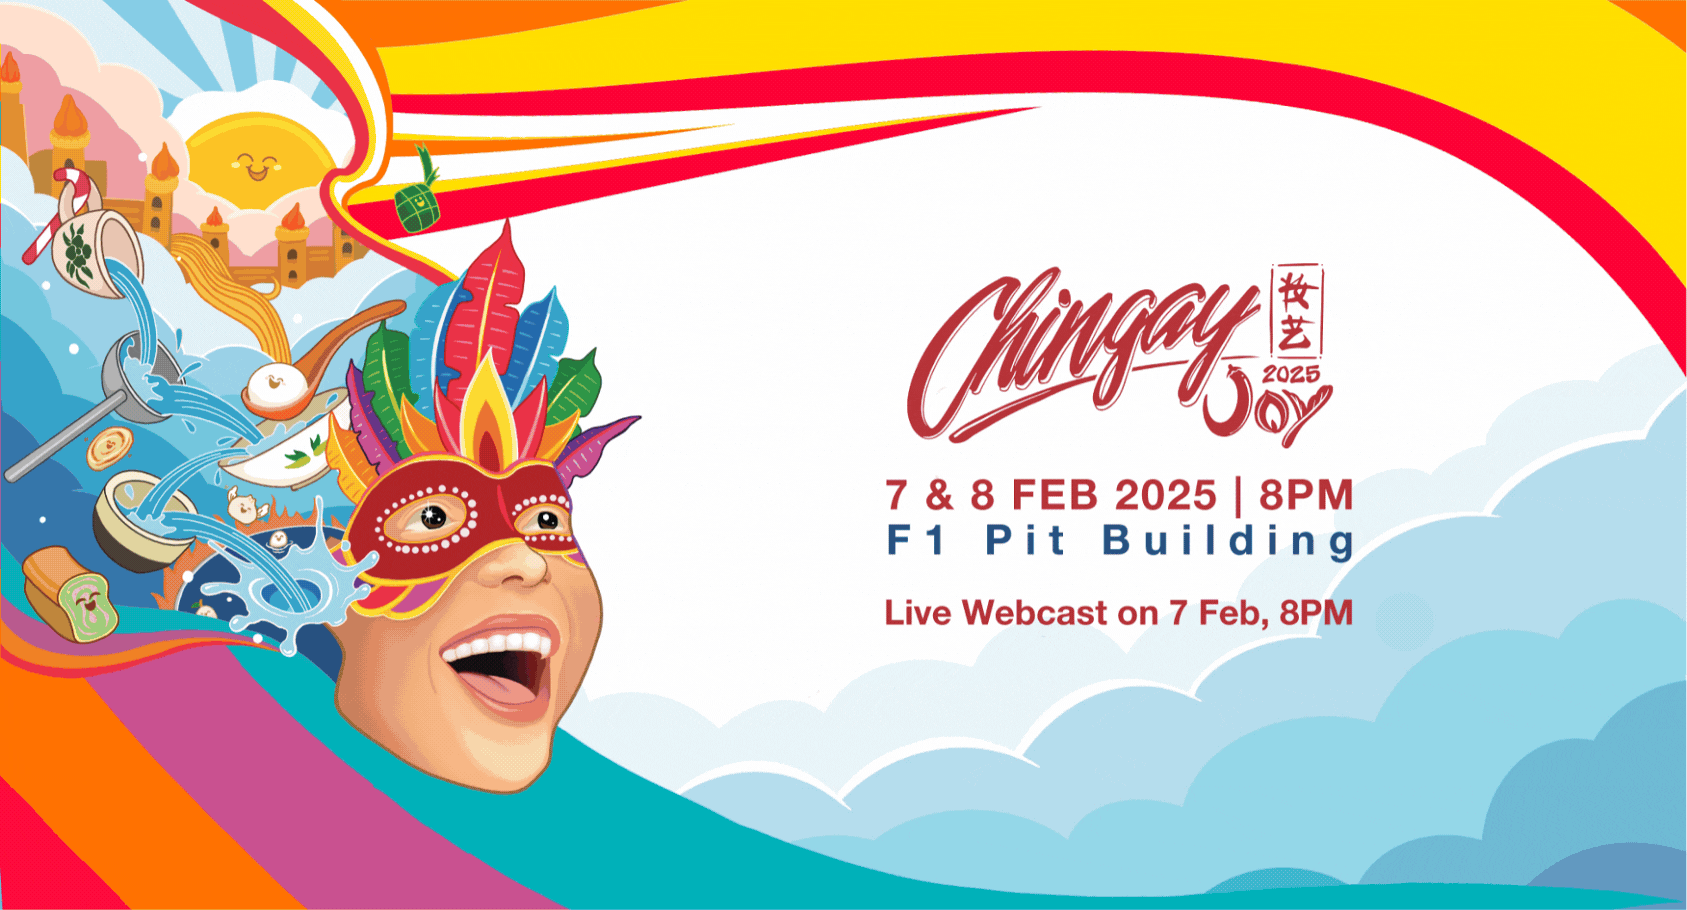 Chingay
妆艺
2025
JOY
7 & 8 FEB 2025 | 8PM
F1 Pit Building
Live Webcast on 7 Feb, 8PM